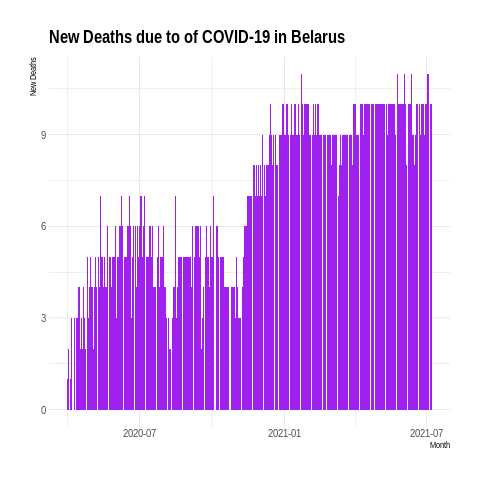 New Deaths due to of COVID-19 in Belarus
New Deaths
9
6
3
0
2020-07
2021-01
2021-07
Month